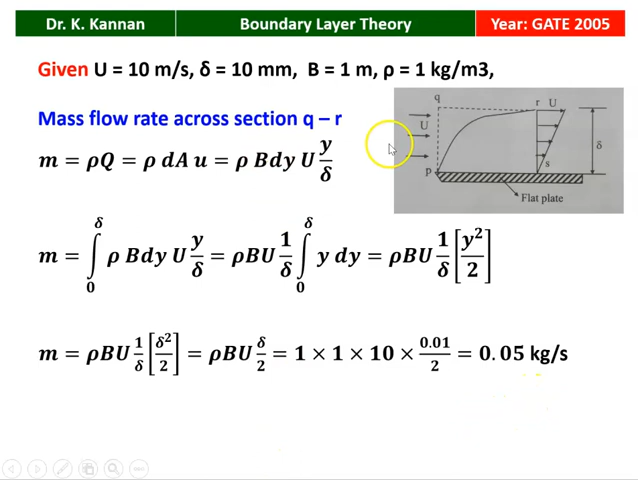 Dr. K. Kannan
Boundary Layer Theory
Year: GATE 2005
Given U = 10 m/s, δ = 10 mm, B = 1 m, ρ = 1 kg/m3,
Mass flow rate across section q – r
m = ρQ = ρ dA u = ρ Bdy U y/δ
q
r
U
U
p
s
δ
Flat plate
m = ∫₀^δ ρ Bdy U y/δ = ρBU 1/δ ∫₀^δ y dy = ρBU 1/δ [y²/2]
m = ρBU 1/δ [δ²/2] = ρBU δ/2 = 1 × 1 × 10 × 0.01/2 = 0.05 kg/s